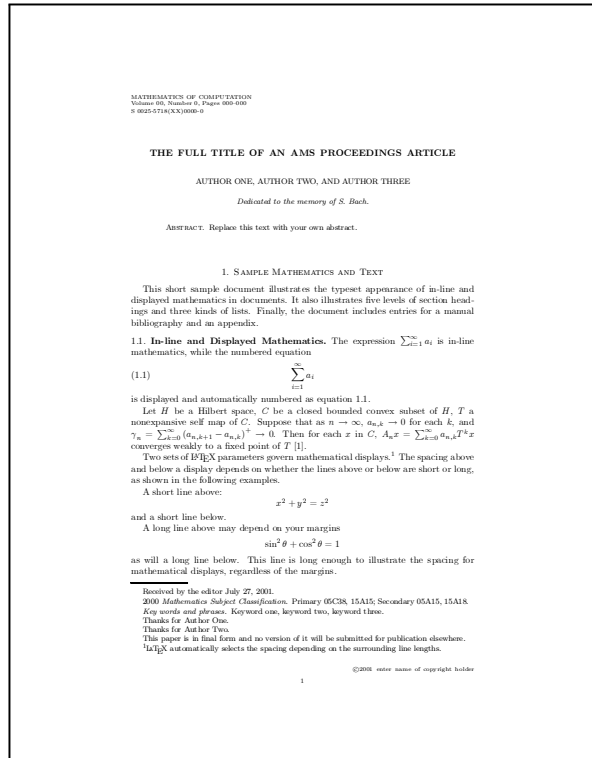 MATHEMATICS OF COMPUTATION
Volume 00, Number 0, Pages 000–000
S 0025-5718(XX)0000-0
THE FULL TITLE OF AN AMS PROCEEDINGS ARTICLE
AUTHOR ONE, AUTHOR TWO, AND AUTHOR THREE
Dedicated to the memory of S. Bach.
Abstract. Replace this text with your own abstract.
1. Sample Mathematics and Text
This short sample document illustrates the typeset appearance of in-line and
displayed mathematics in documents. It also illustrates five levels of section head-
ings and three kinds of lists. Finally, the document includes entries for a manual
bibliography and an appendix.
1.1. In-line and Displayed Mathematics. The expression ∑_{i=1}^{∞} a_i is in-line
mathematics, while the numbered equation
(1.1) ∑_{i=1}^{∞} a_i
is displayed and automatically numbered as equation 1.1.
Let H be a Hilbert space, C be a closed bounded convex subset of H, T a
nonexpansive self map of C. Suppose that as n → ∞, a_{n,k} → 0 for each k, and
γ_n = ∑_{k=0}^{∞} (a_{n,k+1} − a_{n,k})^+ → 0. Then for each x in C, A_n x = ∑_{k=0}^{∞} a_{n,k} T^k x
converges weakly to a fixed point of T [1].
Two sets of LaTeX parameters govern mathematical displays.¹ The spacing above
and below a display depends on whether the lines above or below are short or long,
as shown in the following examples.
A short line above:
x² + y² = z²
and a short line below.
A long line above may depend on your margins
sin² θ + cos² θ = 1
as will a long line below. This line is long enough to illustrate the spacing for
mathematical displays, regardless of the margins.
Received by the editor July 27, 2001.
2000 Mathematics Subject Classification. Primary 05C38, 15A15; Secondary 05A15, 15A18.
Key words and phrases. Keyword one, keyword two, keyword three.
Thanks for Author One.
Thanks for Author Two.
This paper is in final form and no version of it will be submitted for publication elsewhere.
¹LaTeX automatically selects the spacing depending on the surrounding line lengths.
©2001 enter name of copyright holder
1